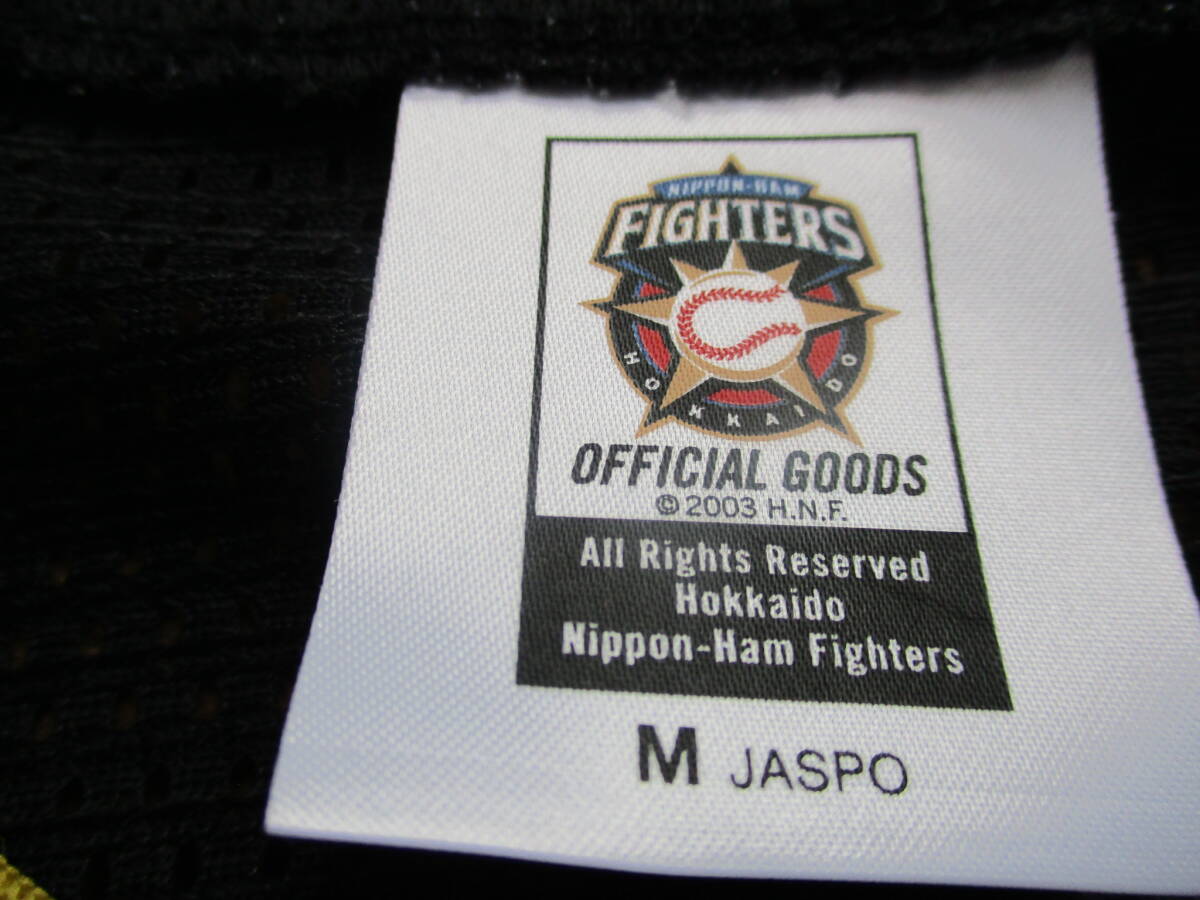 NIPPON-HAM
FIGHTERS
HOKKAIDO
OFFICIAL GOODS
©2003 H.N.F.
All Rights Reserved
Hokkaido
Nippon-Ham Fighters
M JASPO